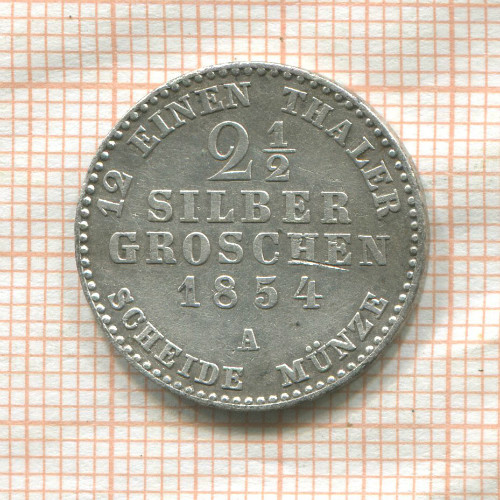 12 EINEN THALER
2 1/2
SILBER
GROSCHEN
1854
A
SCHEIDE MÜNZE